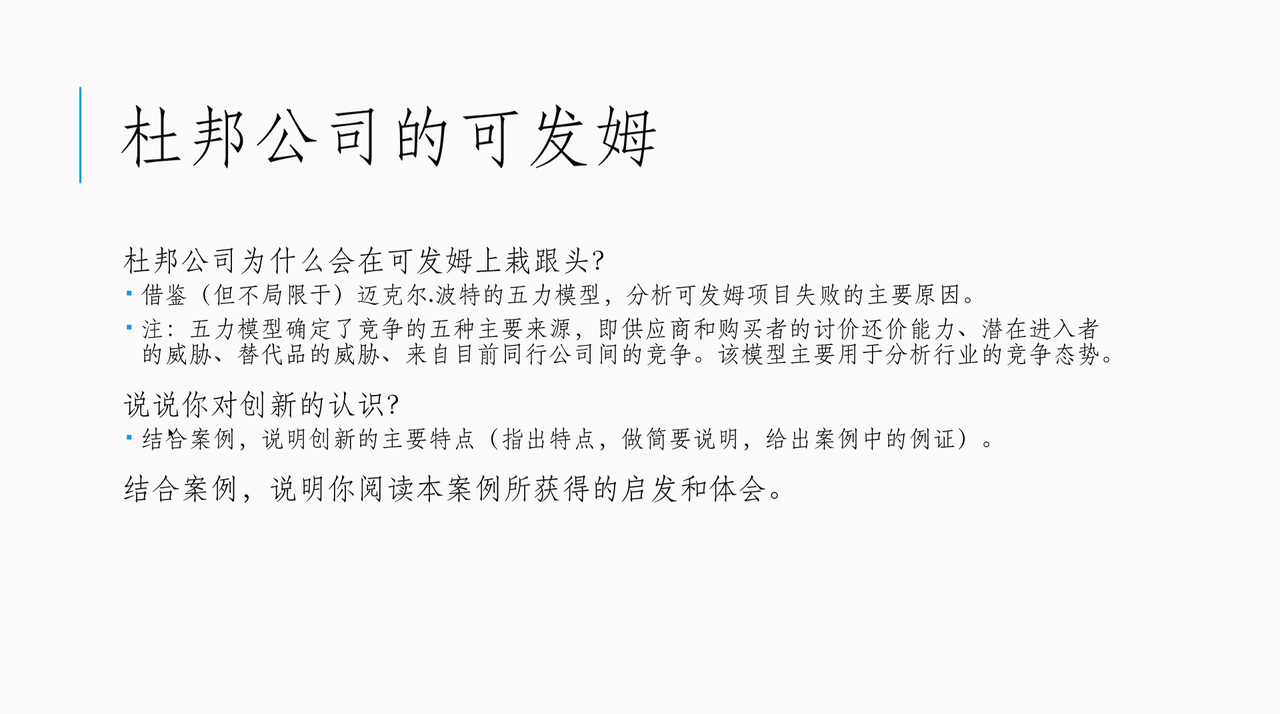 杜邦公司的可发姆
杜邦公司为什么会在可发姆上栽跟头?
借鉴（但不局限于）迈克尔.波特的五力模型，分析可发姆项目失败的主要原因。
注：五力模型确定了竞争的五种主要来源，即供应商和购买者的讨价还价能力、潜在进入者
的威胁、替代品的威胁、来自目前同行公司间的竞争。该模型主要用于分析行业的竞争态势。
说说你对创新的认识?
结合案例，说明创新的主要特点（指出特点，做简要说明，给出案例中的例证）。
结合案例，说明你阅读本案例所获得的启发和体会。